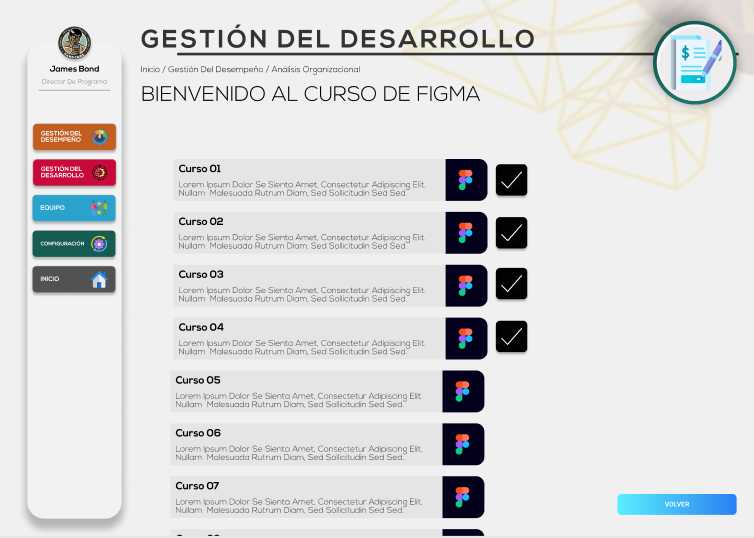 GESTIÓN DEL DESARROLLO
James Bond
Director De Programa
Inicio / Gestión Del Desempeño / Análisis Organizacional
BIENVENIDO AL CURSO DE FIGMA
GESTIÓN DEL
DESEMPEÑO
GESTIÓN DEL
DESARROLLO
EQUIPO
CONFIGURACIÓN
INICIO
Curso 01
Lorem Ipsum Dolor Se Sienta Amet, Consectetur Adipiscing Elit.
Nullam Malesuada Rutrum Diam, Sed Sollicitudin Sed Sed.
Curso 02
Lorem Ipsum Dolor Se Sienta Amet, Consectetur Adipiscing Elit.
Nullam Malesuada Rutrum Diam, Sed Sollicitudin Sed Sed.
Curso 03
Lorem Ipsum Dolor Se Sienta Amet, Consectetur Adipiscing Elit.
Nullam Malesuada Rutrum Diam, Sed Sollicitudin Sed Sed.
Curso 04
Lorem Ipsum Dolor Se Sienta Amet, Consectetur Adipiscing Elit.
Nullam Malesuada Rutrum Diam, Sed Sollicitudin Sed Sed.
Curso 05
Lorem Ipsum Dolor Se Sienta Amet, Consectetur Adipiscing Elit.
Nullam Malesuada Rutrum Diam, Sed Sollicitudin Sed Sed.
Curso 06
Lorem Ipsum Dolor Se Sienta Amet, Consectetur Adipiscing Elit.
Nullam Malesuada Rutrum Diam, Sed Sollicitudin Sed Sed.
Curso 07
Lorem Ipsum Dolor Se Sienta Amet, Consectetur Adipiscing Elit.
Nullam Malesuada Rutrum Diam, Sed Sollicitudin Sed Sed.
VOLVER